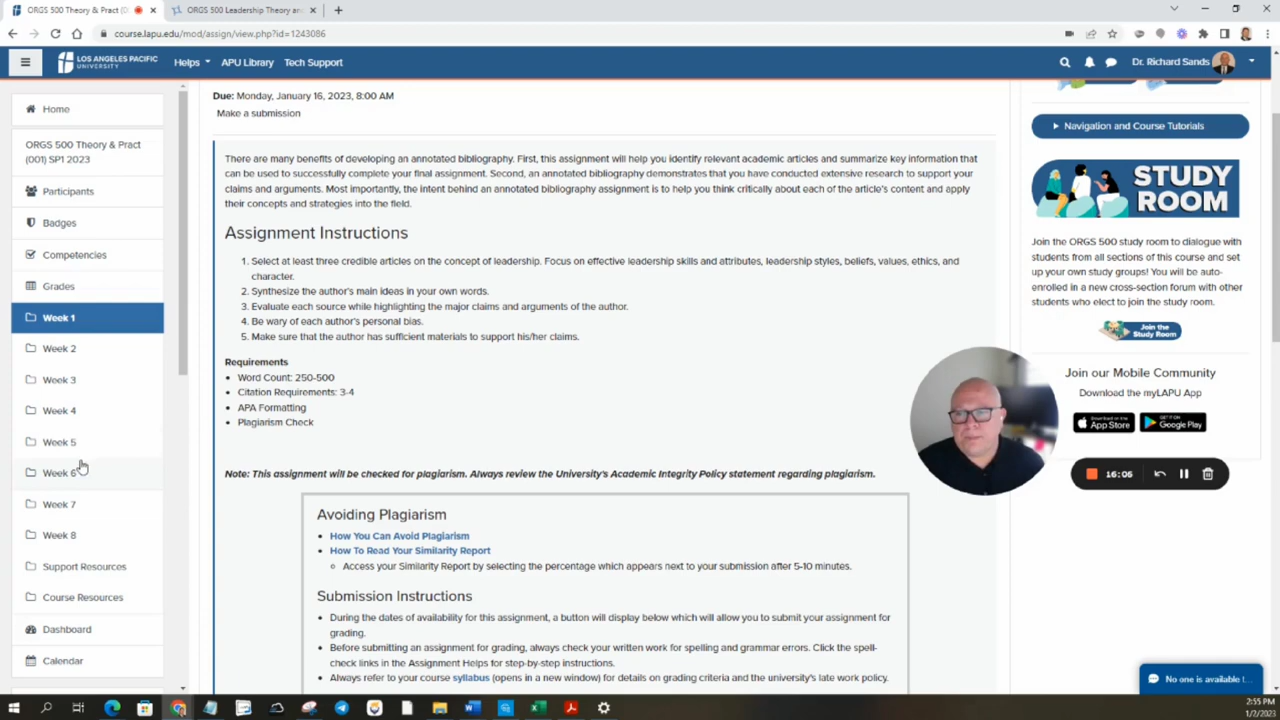 ORGS 500 Theory & Pract (0
ORGS 500 Leadership Theory an
course.lapu.edu/mod/assign/view.php?id=1243086
LOS ANGELES PACIFIC
UNIVERSITY
Helps
APU Library
Tech Support
Dr. Richard Sands
Home
ORGS 500 Theory & Pract
(001) SP1 2023
Participants
Badges
Competencies
Grades
Week 1
Week 2
Week 3
Week 4
Week 5
Week 6
Week 7
Week 8
Support Resources
Course Resources
Dashboard
Calendar
Due: Monday, January 16, 2023, 8:00 AM
Make a submission
There are many benefits of developing an annotated bibliography. First, this assignment will help you identify relevant academic articles and summarize key information that
can be used to successfully complete your final assignment. Second, an annotated bibliography demonstrates that you have conducted extensive research to support your
claims and arguments. Most importantly, the intent behind an annotated bibliography assignment is to help you think critically about each of the article's content and apply
their concepts and strategies into the field.
Assignment Instructions
1. Select at least three credible articles on the concept of leadership. Focus on effective leadership skills and attributes, leadership styles, beliefs, values, ethics, and
character.
2. Synthesize the author's main ideas in your own words.
3. Evaluate each source while highlighting the major claims and arguments of the author.
4. Be wary of each author's personal bias.
5. Make sure that the author has sufficient materials to support his/her claims.
Requirements
• Word Count: 250-500
• Citation Requirements: 3-4
• APA Formatting
• Plagiarism Check
Note: This assignment will be checked for plagiarism. Always review the University's Academic Integrity Policy statement regarding plagiarism.
Avoiding Plagiarism
• How You Can Avoid Plagiarism
• How To Read Your Similarity Report
Access your Similarity Report by selecting the percentage which appears next to your submission after 5-10 minutes.
Submission Instructions
• During the dates of availability for this assignment, a button will display below which will allow you to submit your assignment for
grading.
• Before submitting an assignment for grading, always check your written work for spelling and grammar errors. Click the spell-
check links in the Assignment Helps for step-by-step instructions.
• Always refer to your course syllabus (opens in a new window) for details on grading criteria and the university's late work policy.
Navigation and Course Tutorials
STUDY
ROOM
Join the ORGS 500 study room to dialogue with
students from all sections of this course and set
up your own study groups! You will be auto-
enrolled in a new cross-section forum with other
students who elect to join the study room.
Join the
Study Room
Join our Mobile Community
Download the myLAPU App
App Store
Google Play
16:06
No one is available t...
2:55 PM
1/2/2023